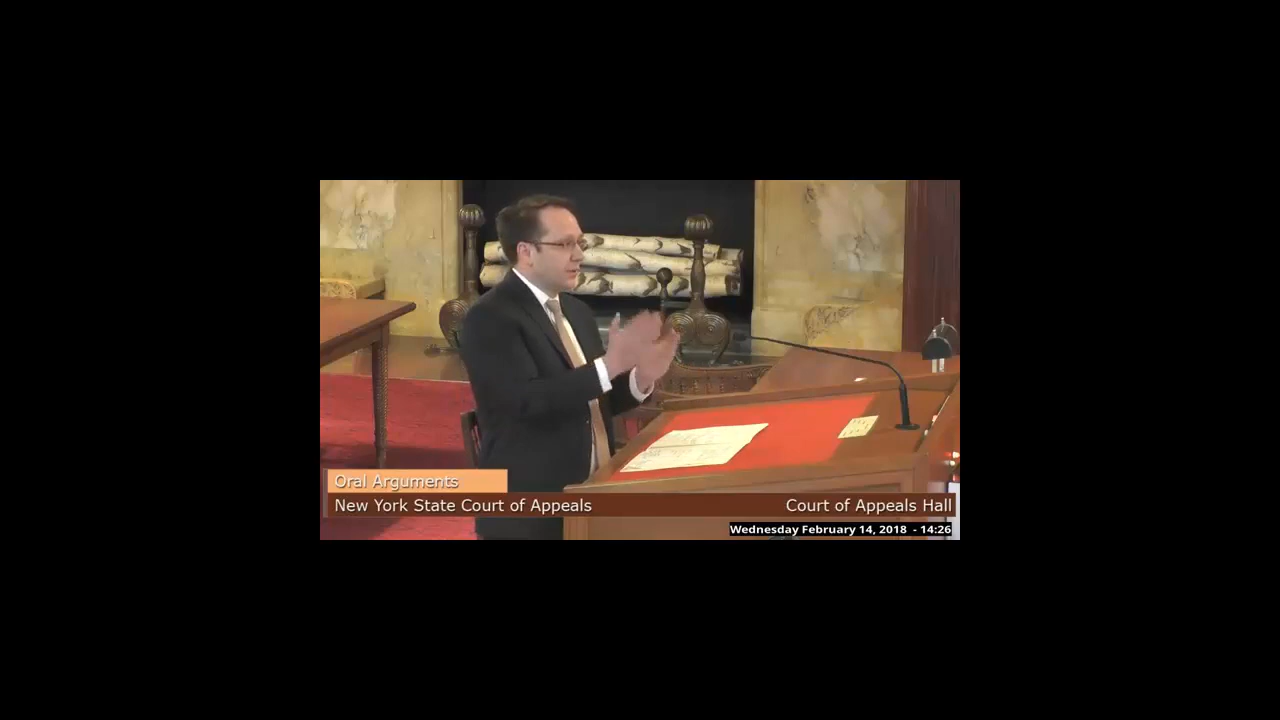 Oral Arguments
New York State Court of Appeals
Court of Appeals Hall
Wednesday February 14, 2018 - 14:26